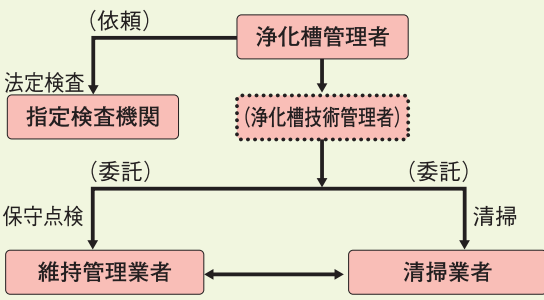 （依頼）
浄化槽管理者
法定検査
指定検査機関
（浄化槽技術管理者）
（委託）
（委託）
保守点検
清掃
維持管理業者
清掃業者